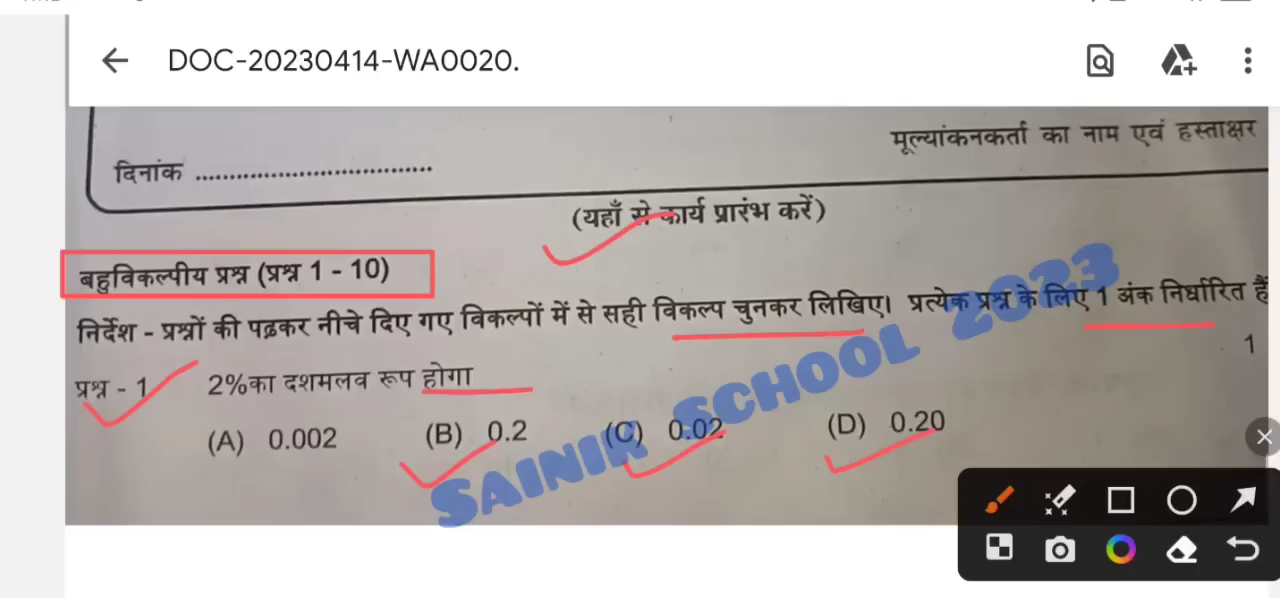 DOC-20230414-WA0020.
मूल्यांकनकर्ता का नाम एवं हस्ताक्षर
दिनांक ....................................
(यहाँ से कार्य प्रारंभ करें)
बहुविकल्पीय प्रश्न (प्रश्न 1 - 10)
निर्देश - प्रश्नों की पढ़कर नीचे दिए गए विकल्पों में से सही विकल्प चुनकर लिखिए। प्रत्येक प्रश्न के लिए 1 अंक निर्धारित हैं
1
प्रश्न - 1 2%का दशमलव रूप होगा
(A) 0.002 (B) 0.2 (C) 0.02 (D) 0.20
SAINIK SCHOOL 2023